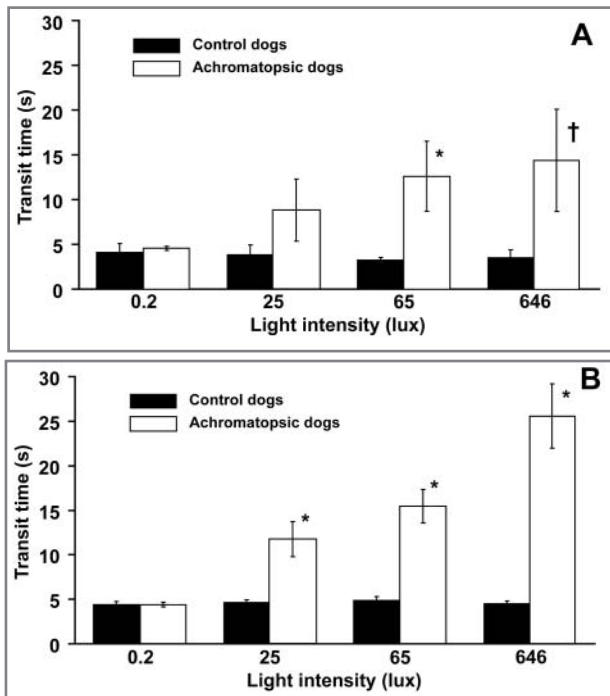 A
30
25
20
15
10
5
0
Transit time (s)
Control dogs
Achromatopsic dogs
*
†
0.2 25 65 646
Light intensity (lux)
B
30
25
20
15
10
5
0
Transit time (s)
Control dogs
Achromatopsic dogs
*
*
*
0.2 25 65 646
Light intensity (lux)